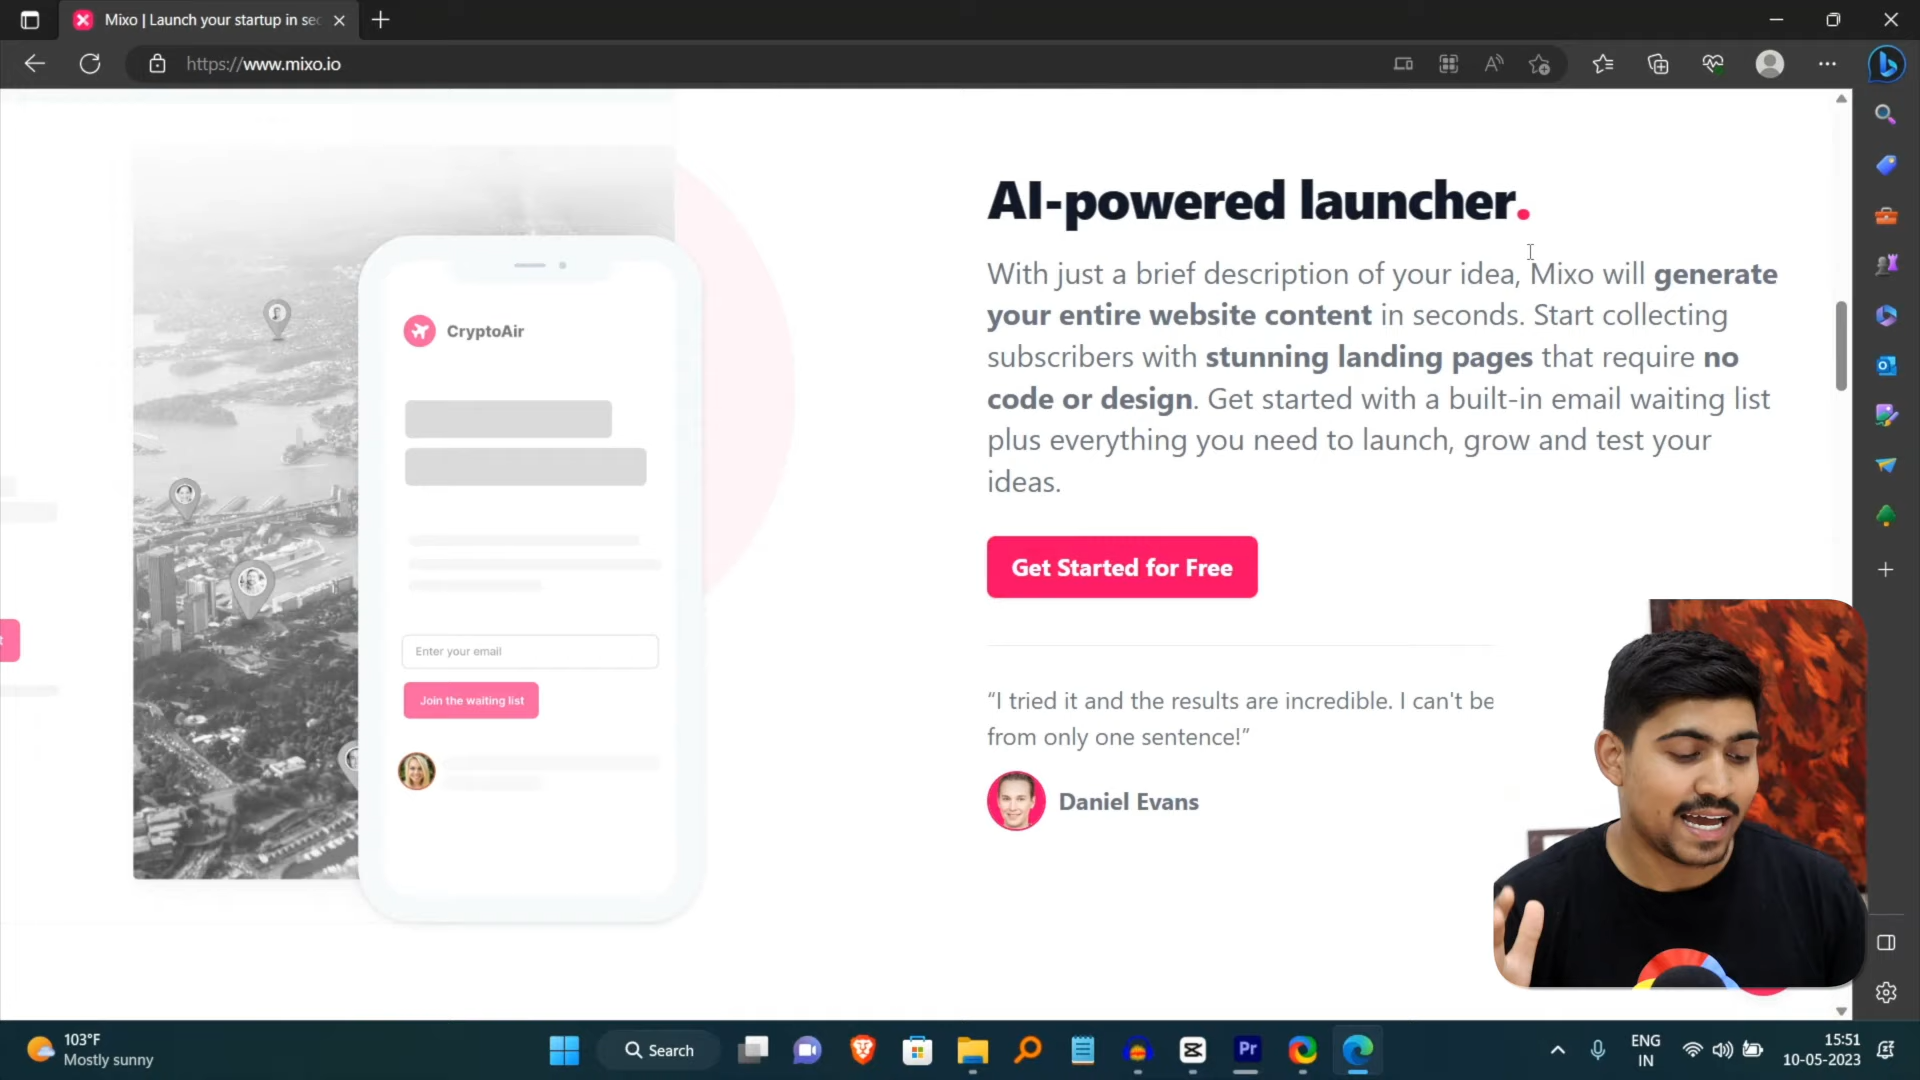 Mixo | Launch your startup in sec
https://www.mixo.io
AI-powered launcher.
With just a brief description of your idea, Mixo will generate
your entire website content in seconds. Start collecting
subscribers with stunning landing pages that require no
code or design. Get started with a built-in email waiting list
plus everything you need to launch, grow and test your
ideas.
Get Started for Free
“I tried it and the results are incredible. I can't be
from only one sentence!”
Daniel Evans
CryptoAir
Enter your email
Join the waiting list
103°F
Mostly sunny
Search
Pr
ENG
IN
15:51
10-05-2023